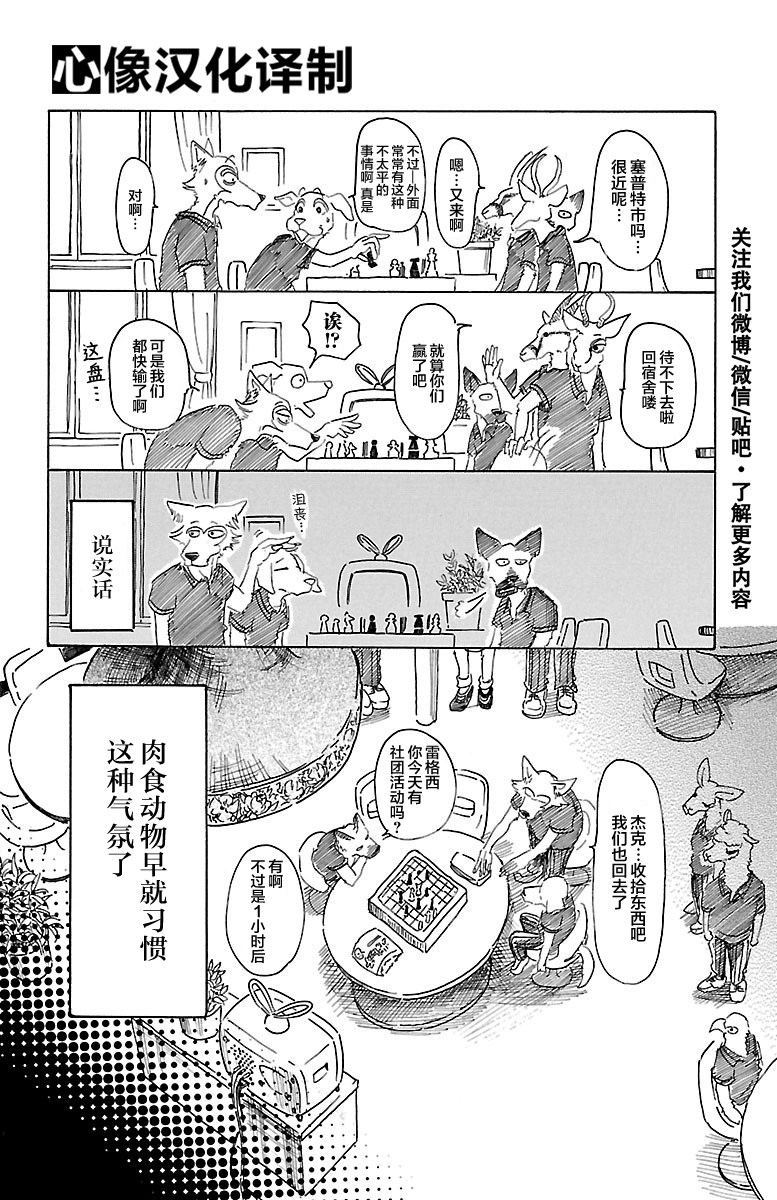 心像汉化译制
塞普特市吗…
很近呢…
嗯…又来啊
不过—外面
常常有这种
不太平的
事情啊 真是
对啊…
待不下去啦
回宿舍喽
就算你们
赢了吧
诶!?
可是我们
都快输了啊
这盘…
沮丧…
说实话
肉食动物早就习惯
这种气氛了
杰克…收拾东西吧
我们也回去了
雷格西
你今天有
社团活动吗?
有啊
不过是1小时后
关注我们微博/微信/贴吧·了解更多内容